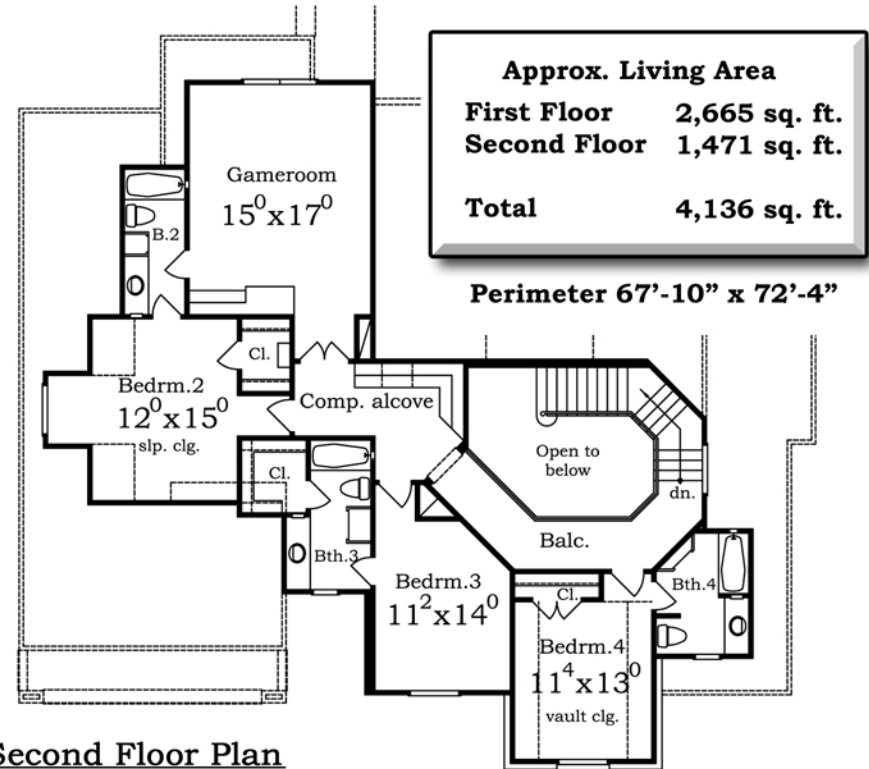 Approx. Living Area
First Floor 2,665 sq. ft.
Second Floor 1,471 sq. ft.
Total 4,136 sq. ft.
Perimeter 67'-10” x 72'-4”
Gameroom
15⁰x17⁰
B.2
Cl.
Bedrm.2
12⁰x15⁰
slp. clg.
Comp. alcove
Open to
below
dn.
Cl.
Balc.
Bth.3
Bedrm.3
11²x14⁰
Cl.
Bth.4
Bedrm.4
11⁴x13⁰
vault clg.
Second Floor Plan